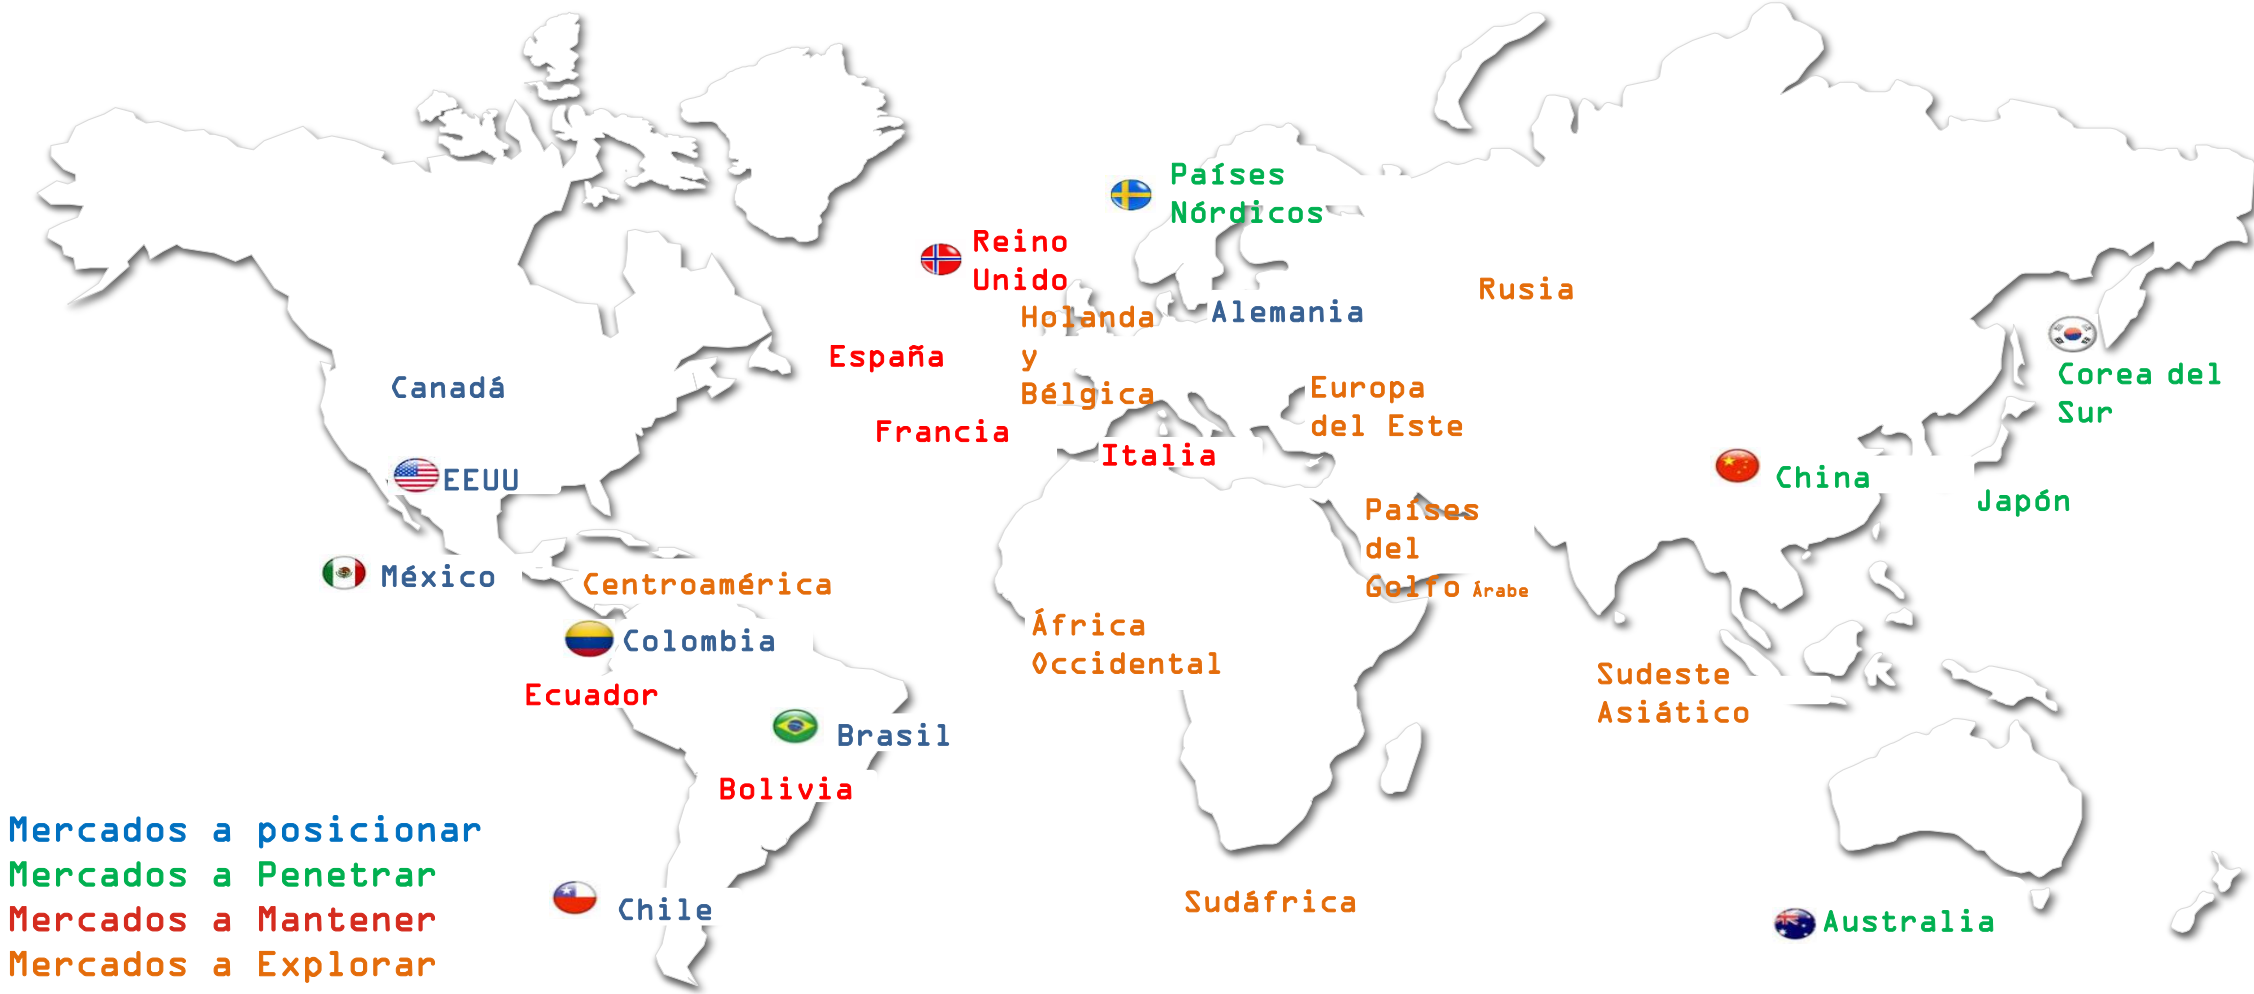 Países
Nórdicos
Reino
Unido
Rusia
Holanda
y
Bélgica
Alemania
España
Canadá
Europa
del Este
Corea del
Sur
Francia
Italia
EEUU
China
Japón
Países
del
Golfo Árabe
México
Centroamérica
África
Occidental
Colombia
Ecuador
Sudeste
Asiático
Brasil
Bolivia
Mercados a posicionar
Mercados a Penetrar
Mercados a Mantener
Mercados a Explorar
Chile
Sudáfrica
Australia